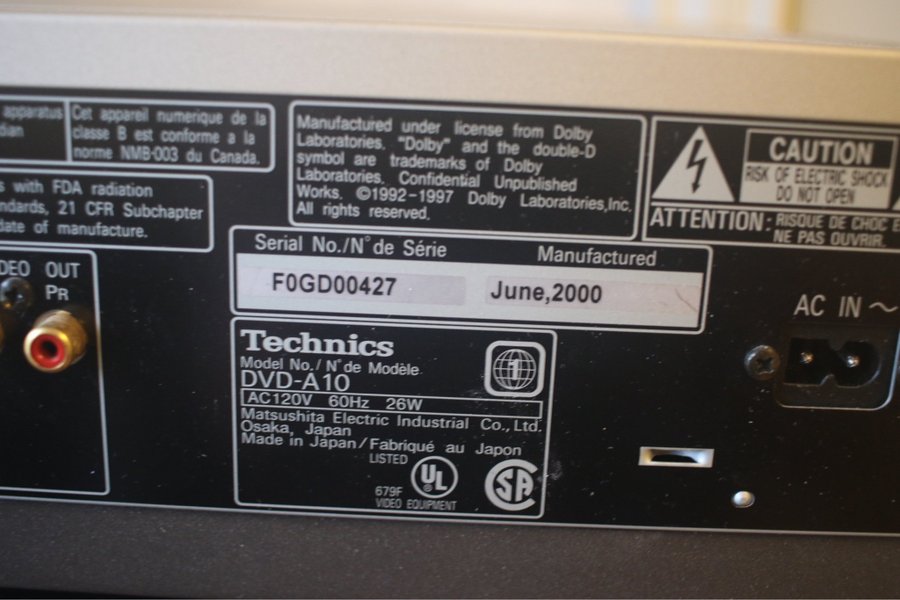 apparatus
dian
Cet appareil numerique de la
classe B est conforme a la
norme NMB-003 du Canada.
s with FDA radiation
ndards, 21 CFR Subchapter
date of manufacture.
DEO OUT
PR
Manufactured under license from Dolby
Laboratories. "Dolby" and the double-D
symbol are trademarks of Dolby
Laboratories. Confidential Unpublished
Works. ©1992-1997 Dolby Laboratories,Inc.
All rights reserved.
CAUTION
RISK OF ELECTRIC SHOCK
DO NOT OPEN
ATTENTION: RISQUE DE CHOC E
NE PAS OUVRIR.
Serial No./N° de Série Manufactured
F0GD00427 June,2000
Technics
Model No./N° de Modèle
DVD-A10
AC120V 60Hz 26W
Matsushita Electric Industrial Co., Ltd.
Osaka, Japan
Made in Japan/Fabriqué au Japon
LISTED
UL
679F
VIDEO EQUIPMENT
SA
1
AC IN ~